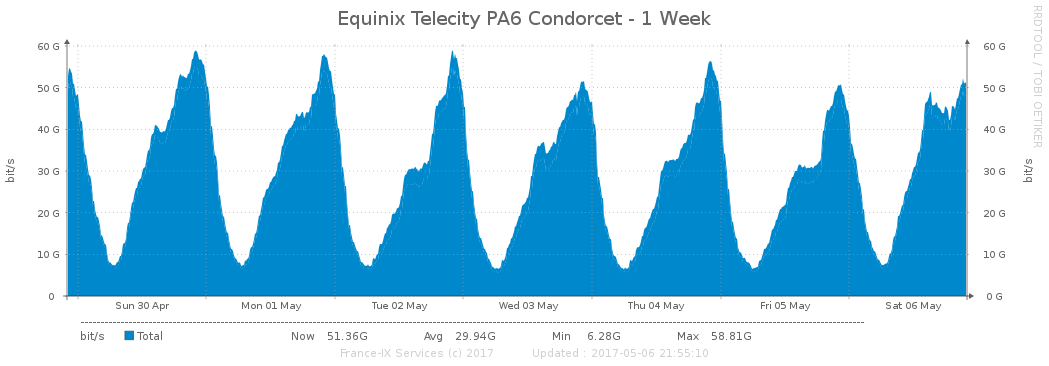 Equinix Telecity PA6 Condorcet - 1 Week
RRDTOOL / TOBI OETIKER
bit/s
60 G
50 G
40 G
30 G
20 G
10 G
0
60 G
50 G
40 G
30 G
20 G
10 G
0 G
bit/s
Sun 30 Apr Mon 01 May Tue 02 May Wed 03 May Thu 04 May Fri 05 May Sat 06 May
bit/s Total Now 51.36G Avg 29.94G Min 6.28G Max 58.81G
France-IX Services (c) 2017 Updated : 2017-05-06 21:55:10